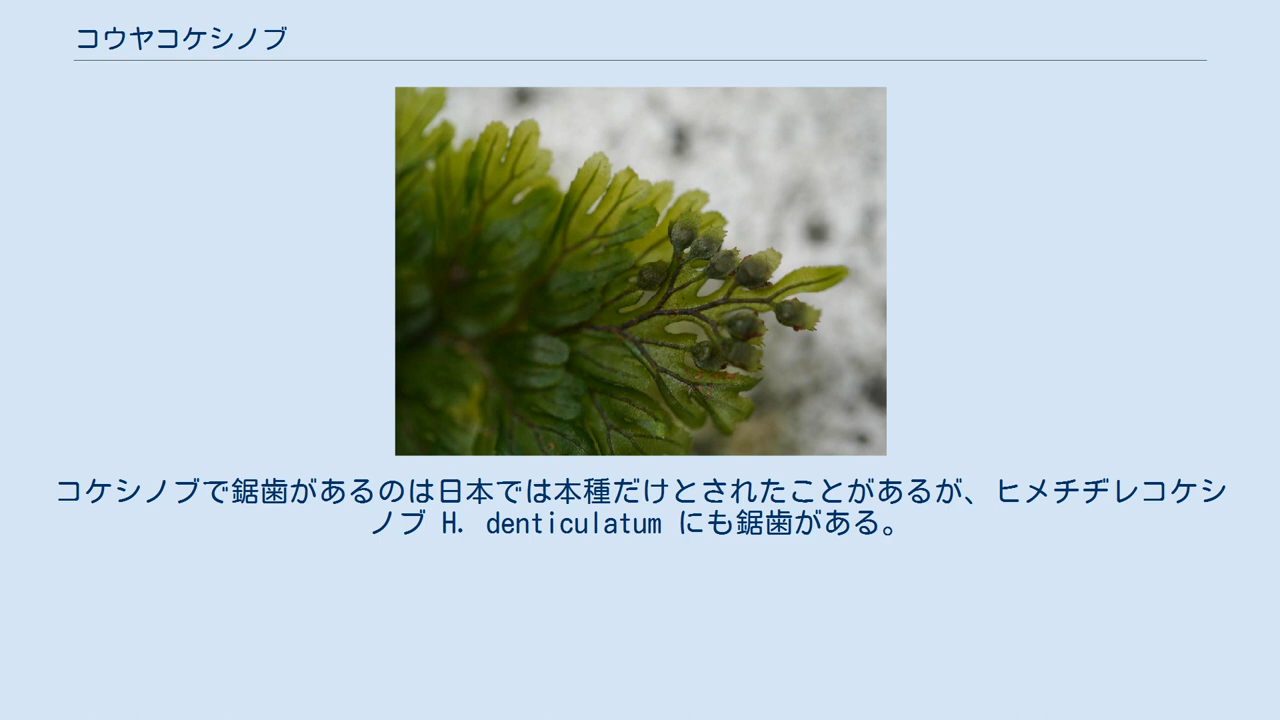 コウヤコケシノブ
コケシノブで鋸歯があるのは日本では本種だけとされたことがあるが、ヒメチヂレコケシ
ノブ H. denticulatum にも鋸歯がある。